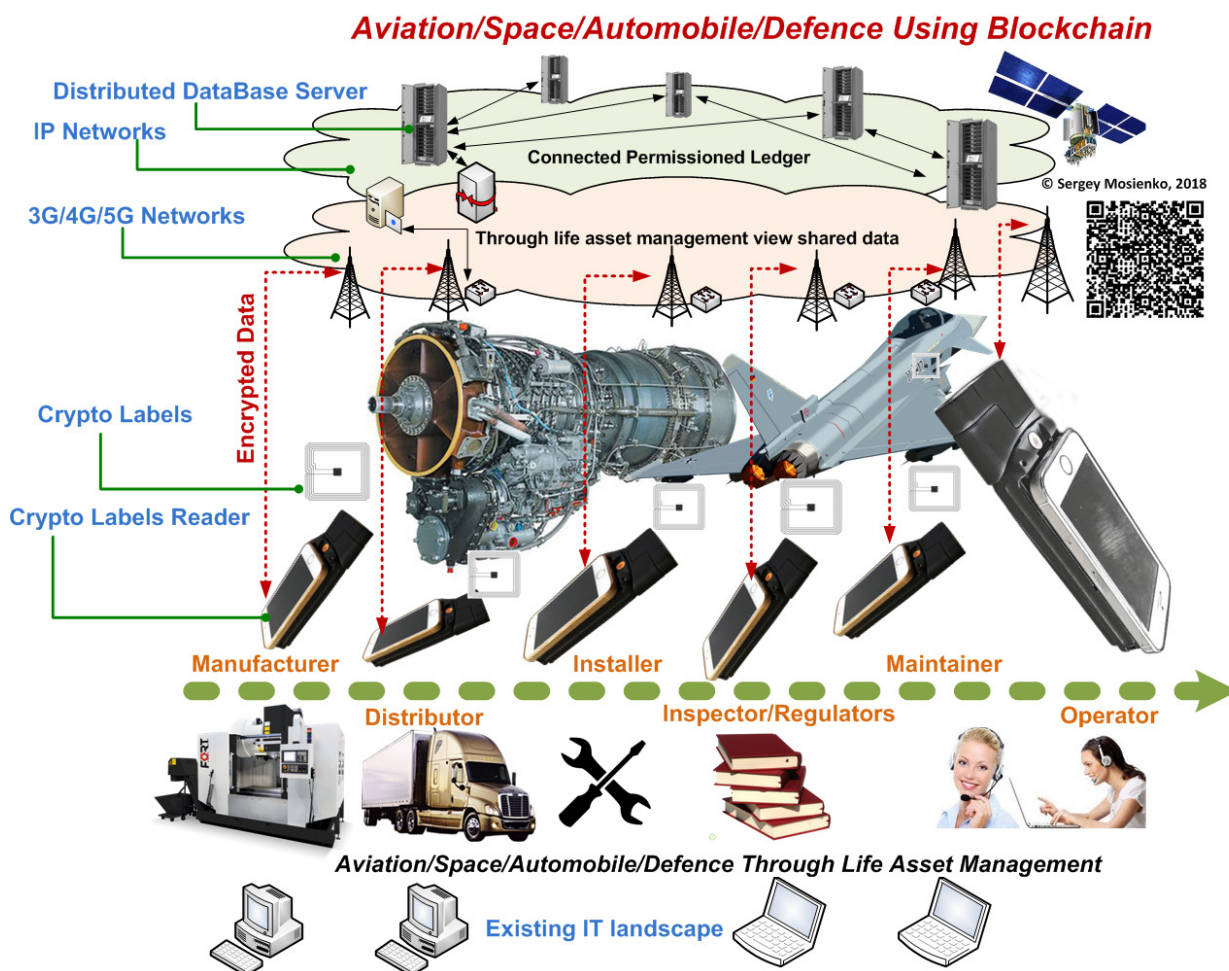 Aviation/Space/Automobile/Defence Using Blockchain
Distributed DataBase Server
IP Networks
Connected Permissioned Ledger
© Sergey Mosienko, 2018
3G/4G/5G Networks
Through life asset management view shared data
Encrypted Data
Crypto Labels
Crypto Labels Reader
Manufacturer
Installer
Maintainer
Distributor
Inspector/Regulators
Operator
FORT
Aviation/Space/Automobile/Defence Through Life Asset Management
Existing IT landscape